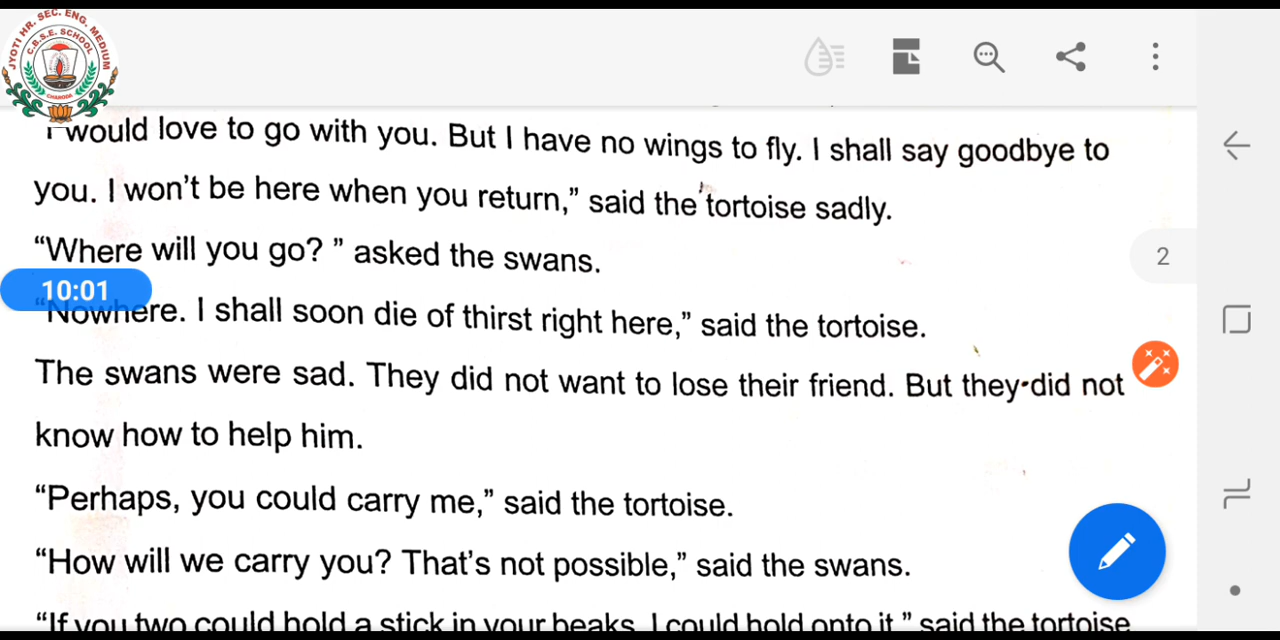 JYOTI HR. SEC. ENG. MEDIUM
C.B.S.E. SCHOOL
CHARODA
I would love to go with you. But I have no wings to fly. I shall say goodbye to
you. I won’t be here when you return,” said the tortoise sadly.
“Where will you go? ” asked the swans.
2
10:01
“Nowhere. I shall soon die of thirst right here,” said the tortoise.
The swans were sad. They did not want to lose their friend. But they did not
know how to help him.
“Perhaps, you could carry me,” said the tortoise.
“How will we carry you? That’s not possible,” said the swans.
“If you two could hold a stick in your beaks, I could hold onto it,” said the tortoise